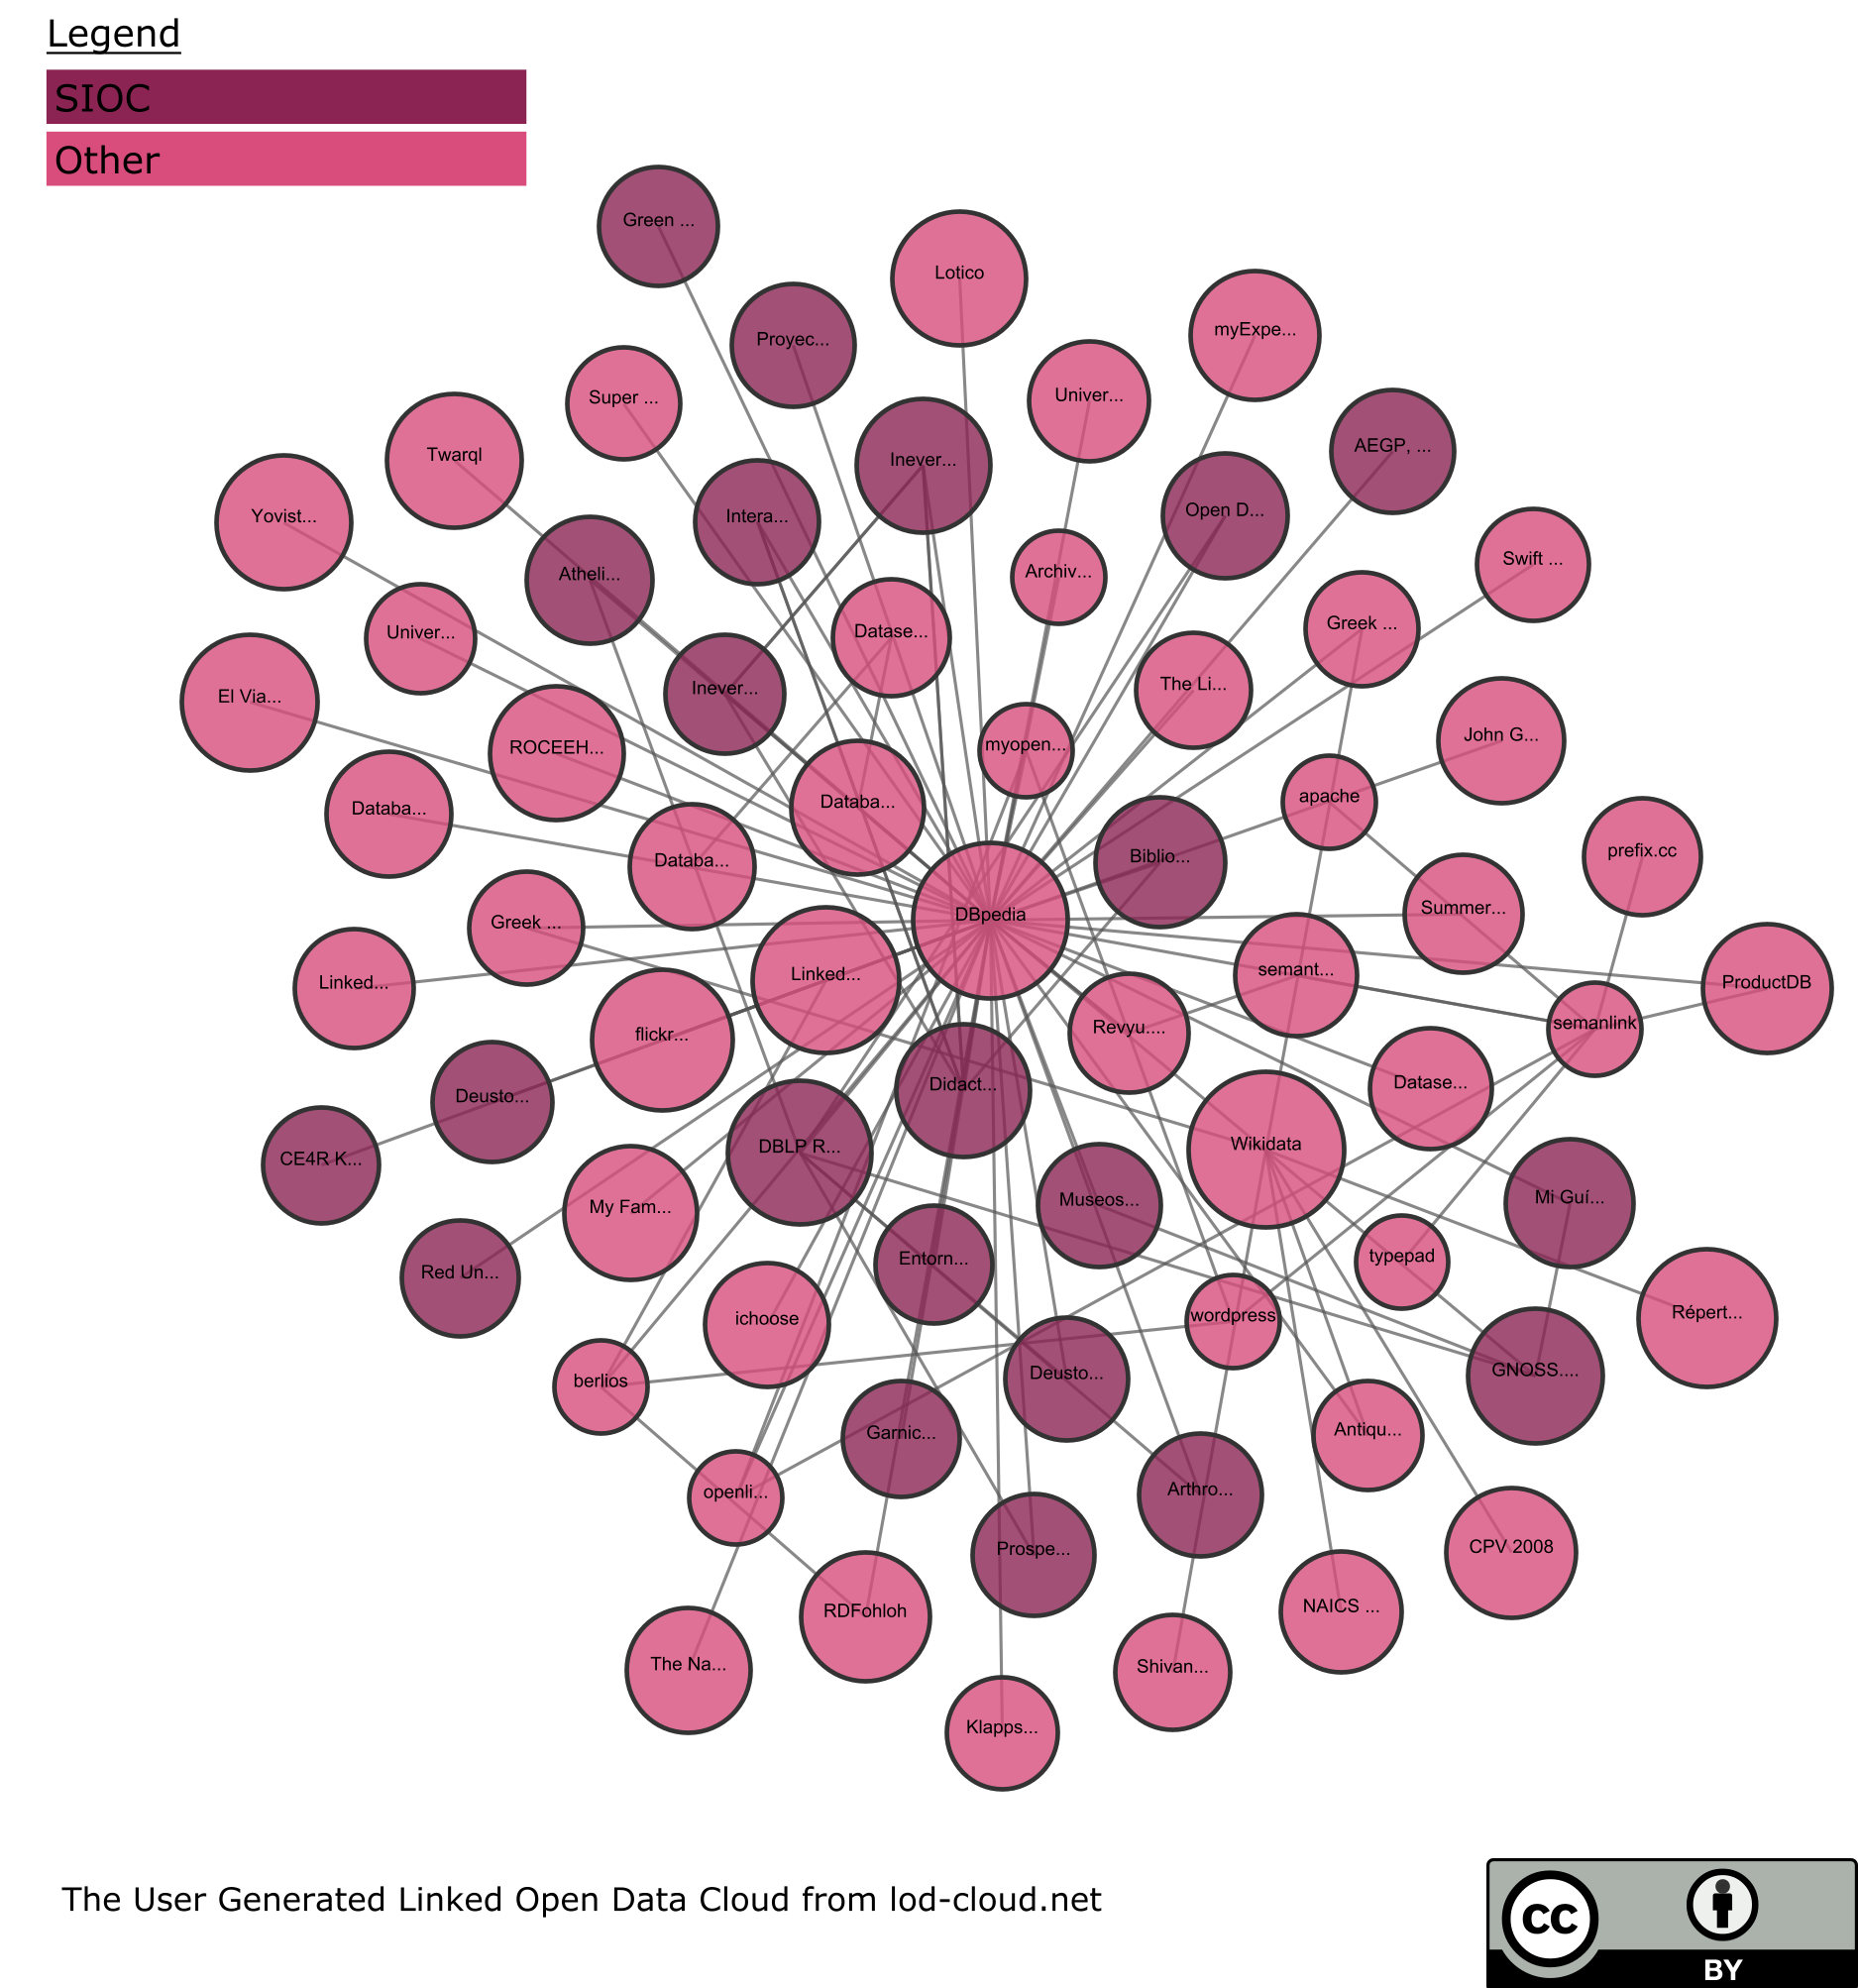 Legend
SIOC
Other
Green ...
Lotico
Proyec...
myExpe...
Super ...
Univer...
Twarql
AEGP, ...
Inever...
Yovist...
Intera...
Open D...
Swift ...
Atheli...
Archiv...
Greek ...
Univer...
Datase...
The Li...
Inever...
El Via...
John G...
ROCEEH...
myopen...
apache
Databa...
Databa...
prefix.cc
Databa...
Biblio...
Summer...
DBpedia
Greek ...
semant...
Linked...
Linked...
ProductDB
semanlink
Revyu....
flickr...
Datase...
Didact...
Deusto...
Wikidata
DBLP R...
CE4R K...
Mi Guí...
Museos...
My Fam...
typepad
Entorn...
Red Un...
Répert...
wordpress
ichoose
GNOSS....
Deusto...
berlios
Antiqu...
Garnic...
Arthro...
openli...
CPV 2008
Prospe...
NAICS ...
RDFohloh
The Na...
Shivan...
Klapps...
The User Generated Linked Open Data Cloud from lod-cloud.net
cc
BY